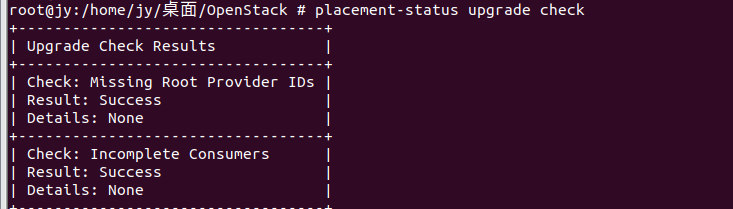 root@jy:/home/jy/桌面/OpenStack # placement-status upgrade check
+----------------------------------+
| Upgrade Check Results            |
+----------------------------------+
| Check: Missing Root Provider IDs |
| Result: Success                  |
| Details: None                    |
+----------------------------------+
| Check: Incomplete Consumers      |
| Result: Success                  |
| Details: None                    |
+----------------------------------+